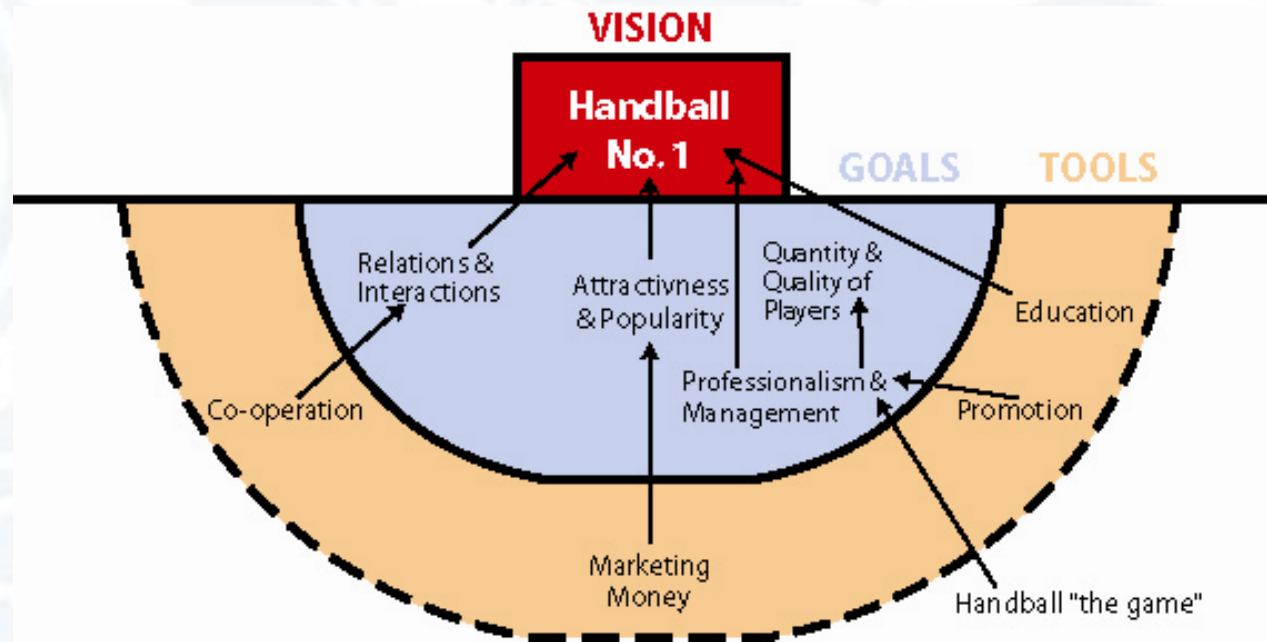 VISION
Handball
No. 1
GOALS
TOOLS
Relations &
Interactions
Attractivness
& Popularity
Quantity &
Quality of
Players
Education
Professionalism &
Management
Promotion
Co-operation
Marketing
Money
Handball "the game"